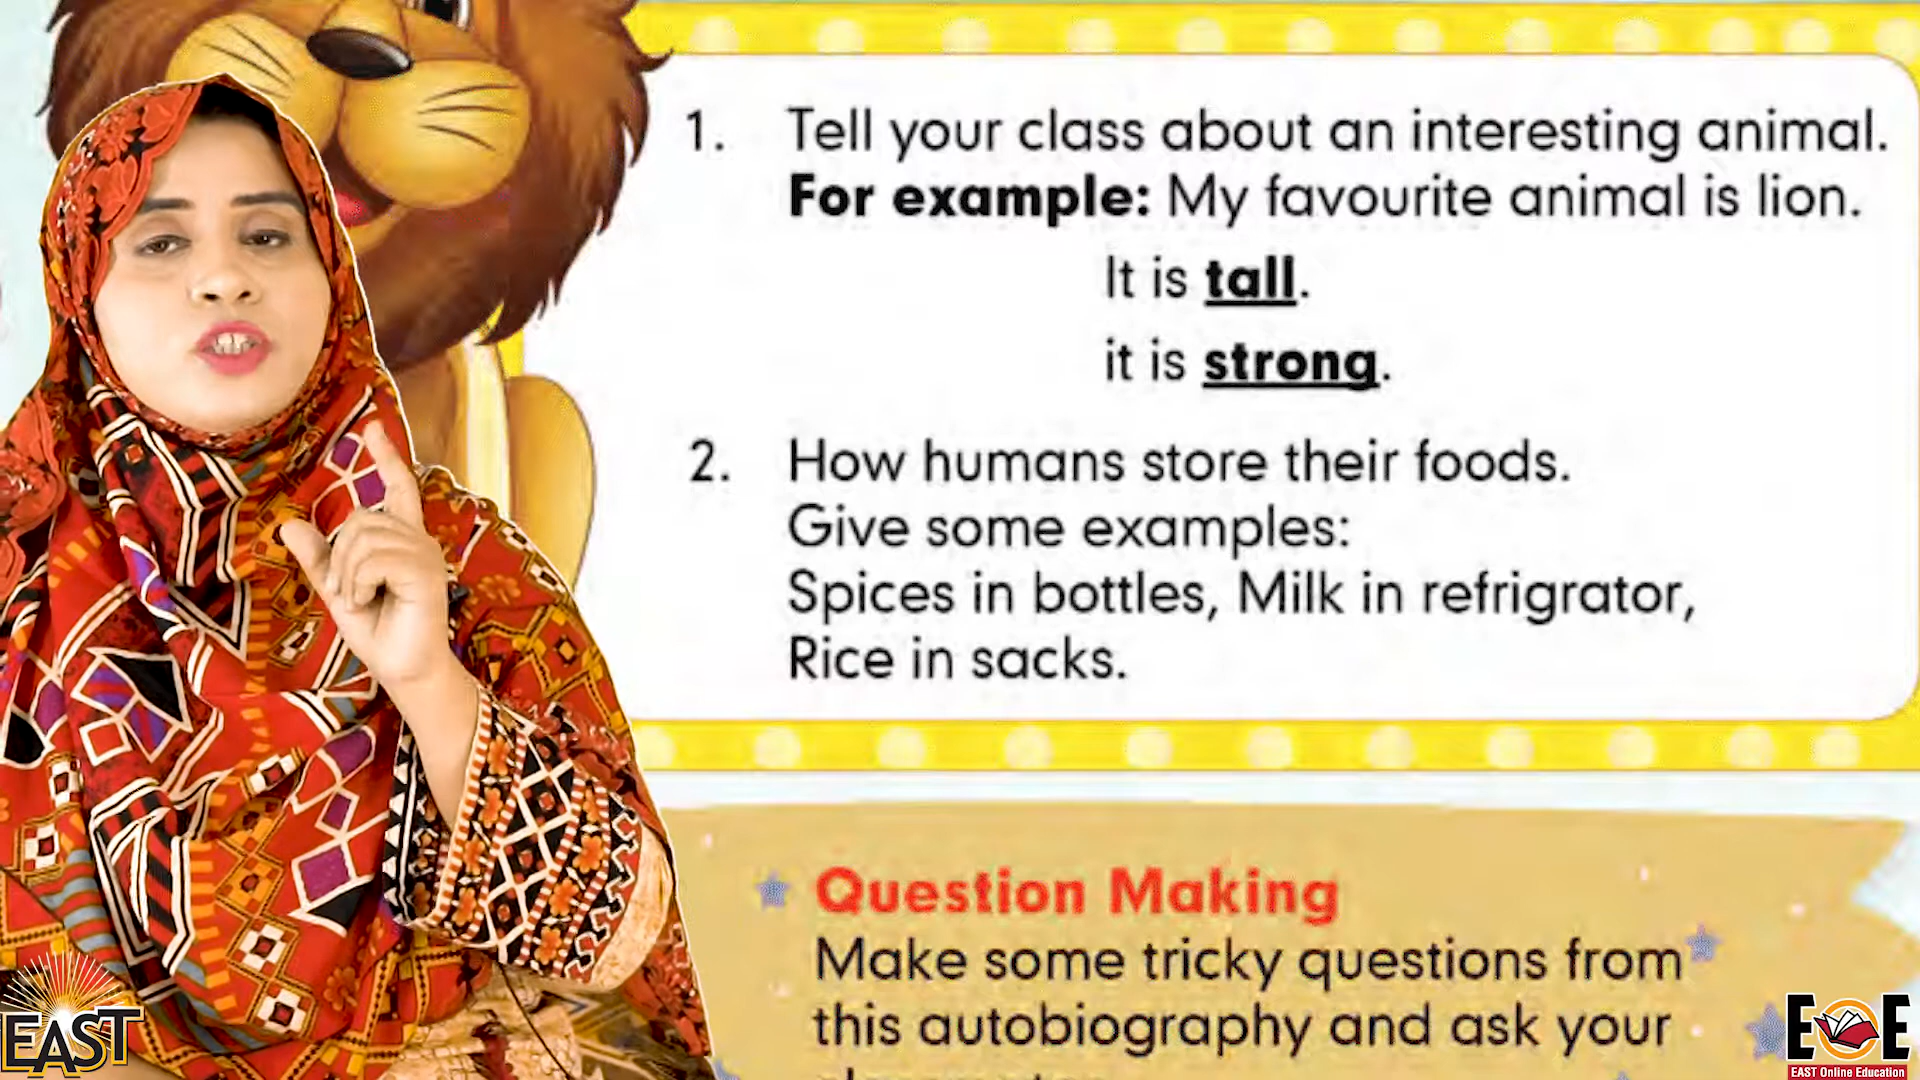 1. Tell your class about an interesting animal.
For example: My favourite animal is lion.
It is tall.
it is strong.
2. How humans store their foods.
Give some examples:
Spices in bottles, Milk in refrigrator,
Rice in sacks.
Question Making
Make some tricky questions from
this autobiography and ask your
EAST
EOE
EAST Online Education